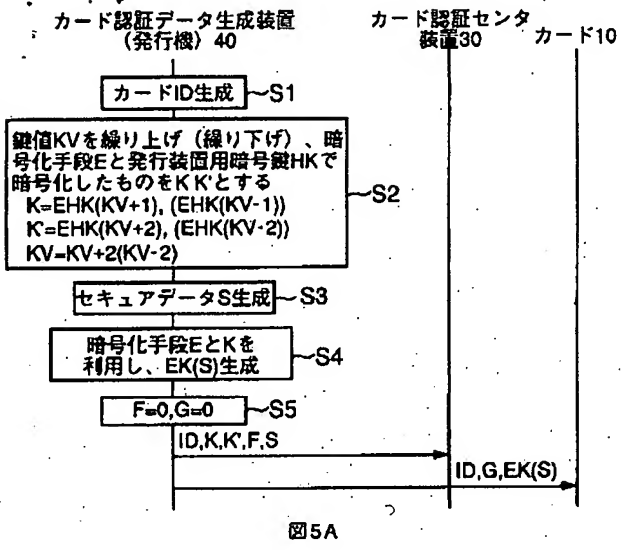 カード認証データ生成装置
(発行機) 40
カード認証センタ
装置30
カード10
カードID生成
~S1
鍵値KVを繰り上げ(繰り下げ)、暗
号化手段Eと発行装置用暗号鍵HKで
暗号化したものをK K'とする
K=EHK(KV+1), (EHK(KV-1))
K'=EHK(KV+2), (EHK(KV-2))
KV=KV+2(KV-2)
~S2
セキュアデータS生成
~S3
暗号化手段EとKを
利用し、EK(S)生成
~S4
F=0,G=0
~S5
ID,K,K',F,S
ID,G,EK(S)
図5A